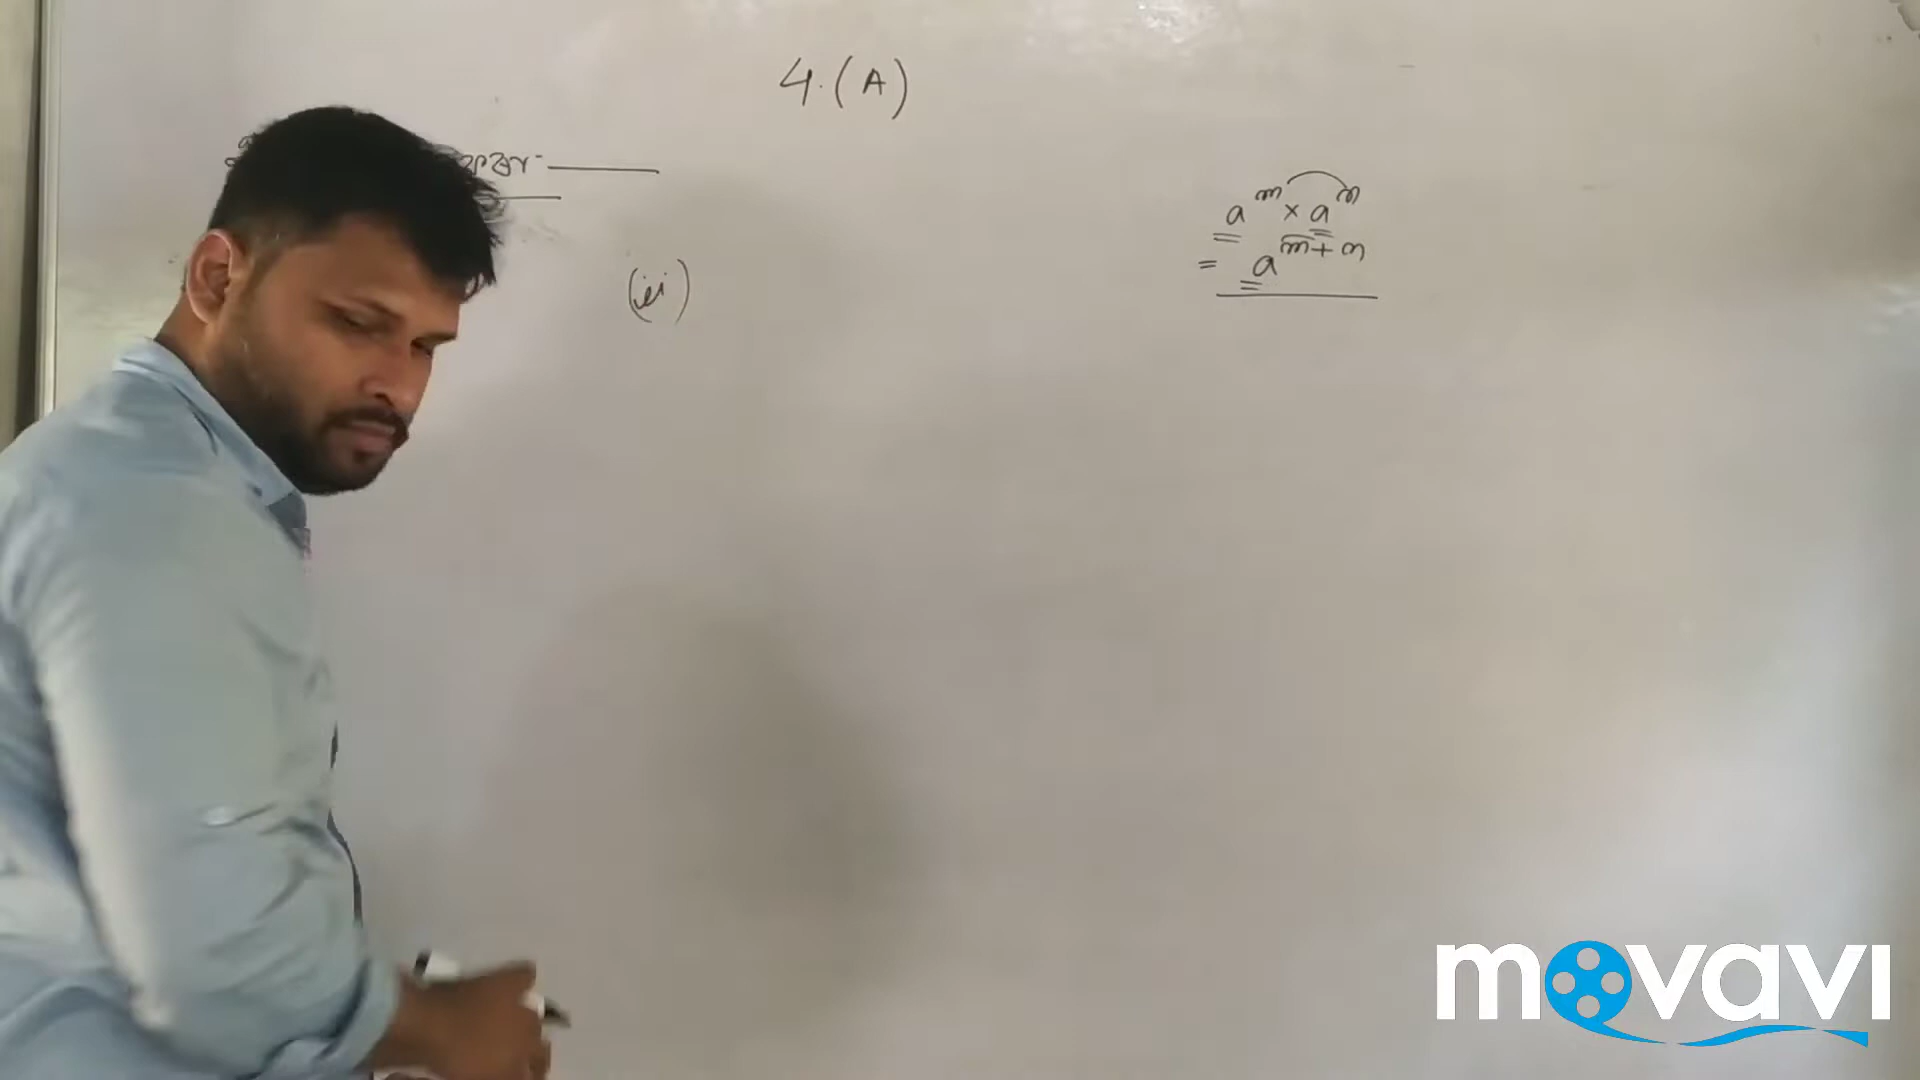 4.(A)
(ii)
a^m × a^n
= a^{m+n}
movavi